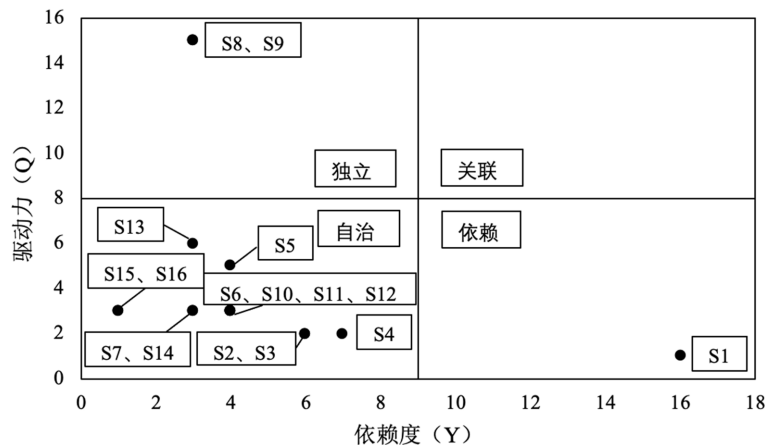 16
S8、S9
14
12
10
独立
关联
驱动力（Q）
8
S13
S5
自治
依赖
6
S15、S16
S6、S10、S11、S12
4
S7、S14
S2、S3
S4
2
S1
0
0
2
4
6
8
10
12
14
16
18
依赖度（Y）